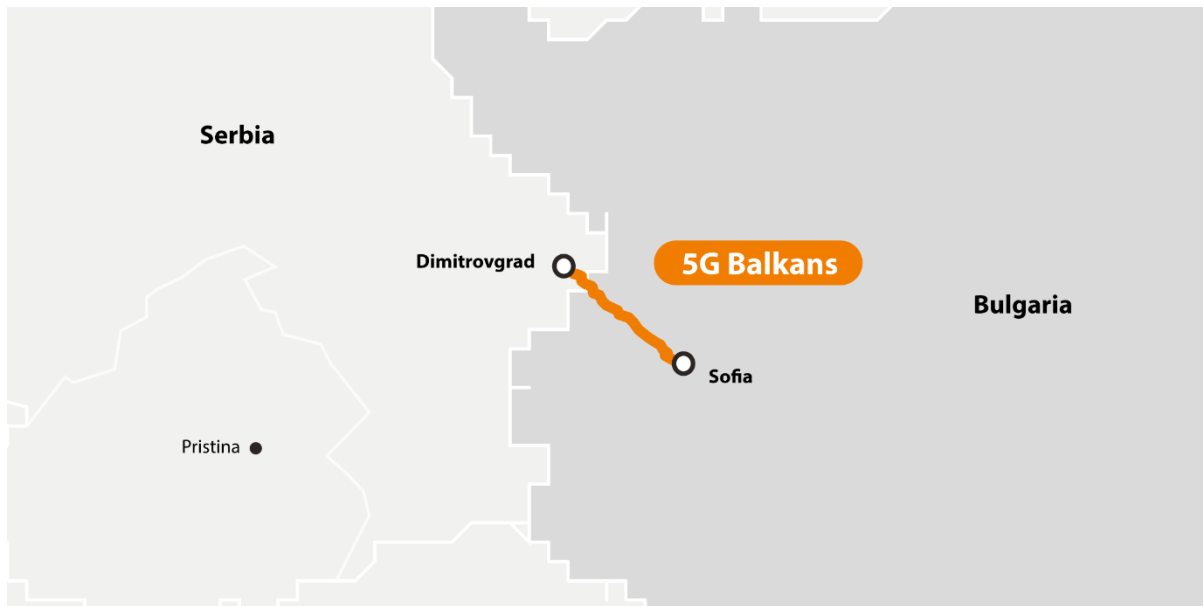 Serbia
Dimitrovgrad
5G Balkans
Bulgaria
Sofia
Pristina